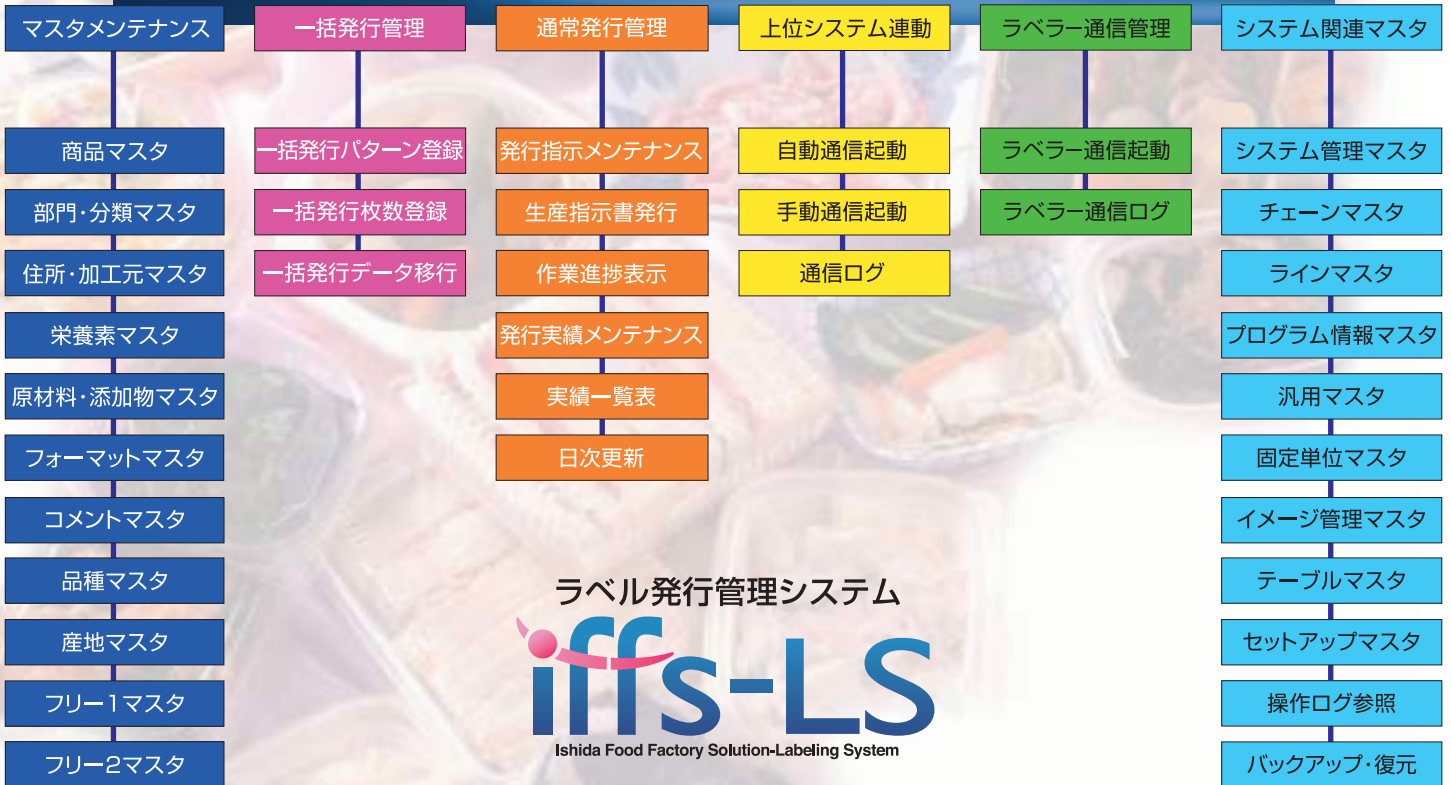 マスタメンテナンス
商品マスタ
部門・分類マスタ
住所・加工元マスタ
栄養素マスタ
原材料・添加物マスタ
フォーマットマスタ
コメントマスタ
品種マスタ
産地マスタ
フリー1マスタ
フリー2マスタ
一括発行管理
一括発行パターン登録
一括発行枚数登録
一括発行データ移行
通常発行管理
発行指示メンテナンス
生産指示書発行
作業進捗表示
発行実績メンテナンス
実績一覧表
日次更新
上位システム連動
自動通信起動
手動通信起動
通信ログ
ラベラー通信管理
ラベラー通信起動
ラベラー通信ログ
システム関連マスタ
システム管理マスタ
チェーンマスタ
ラインマスタ
プログラム情報マスタ
汎用マスタ
固定単位マスタ
イメージ管理マスタ
テーブルマスタ
セットアップマスタ
操作ログ参照
バックアップ・復元
ラベル発行管理システム
iffs-LS
Ishida Food Factory Solution-Labeling System